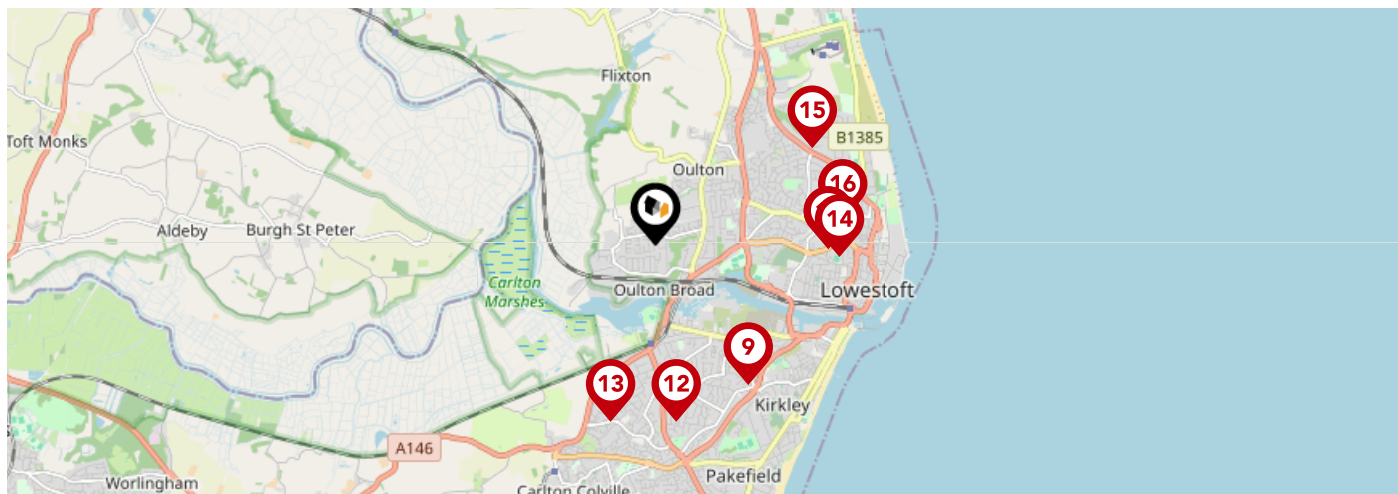 Flixton
15
B1385
Toft Monks
Oulton
16
14
Aldeby
Burgh St Peter
Carlton
Marshes
Oulton Broad
Lowestoft
9
13
12
Kirkley
A146
Pakefield
Worlingham
Carlton Colville